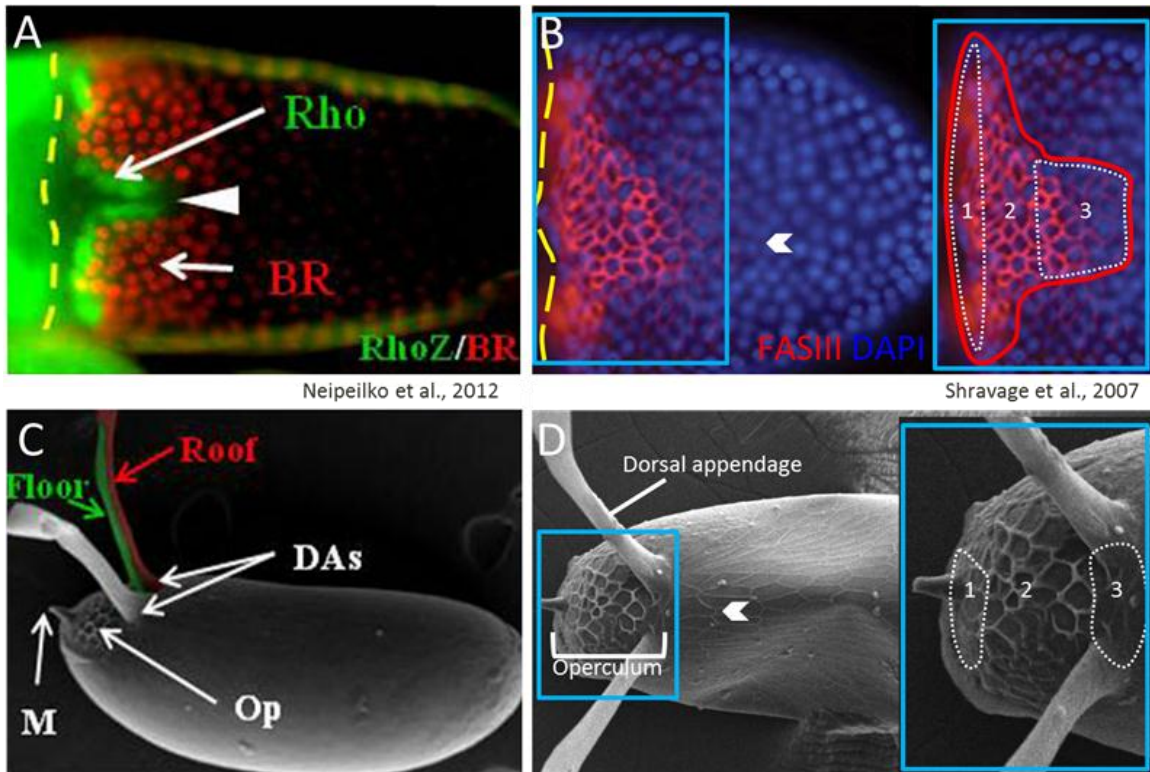 A
Rho
BR
RhoZ/BR
Neipeilko et al., 2012
B
FASIII DAPI
1
2
3
Shravage et al., 2007
C
Roof
Floor
DAs
M
Op
D
Dorsal appendage
Operculum
1
2
3